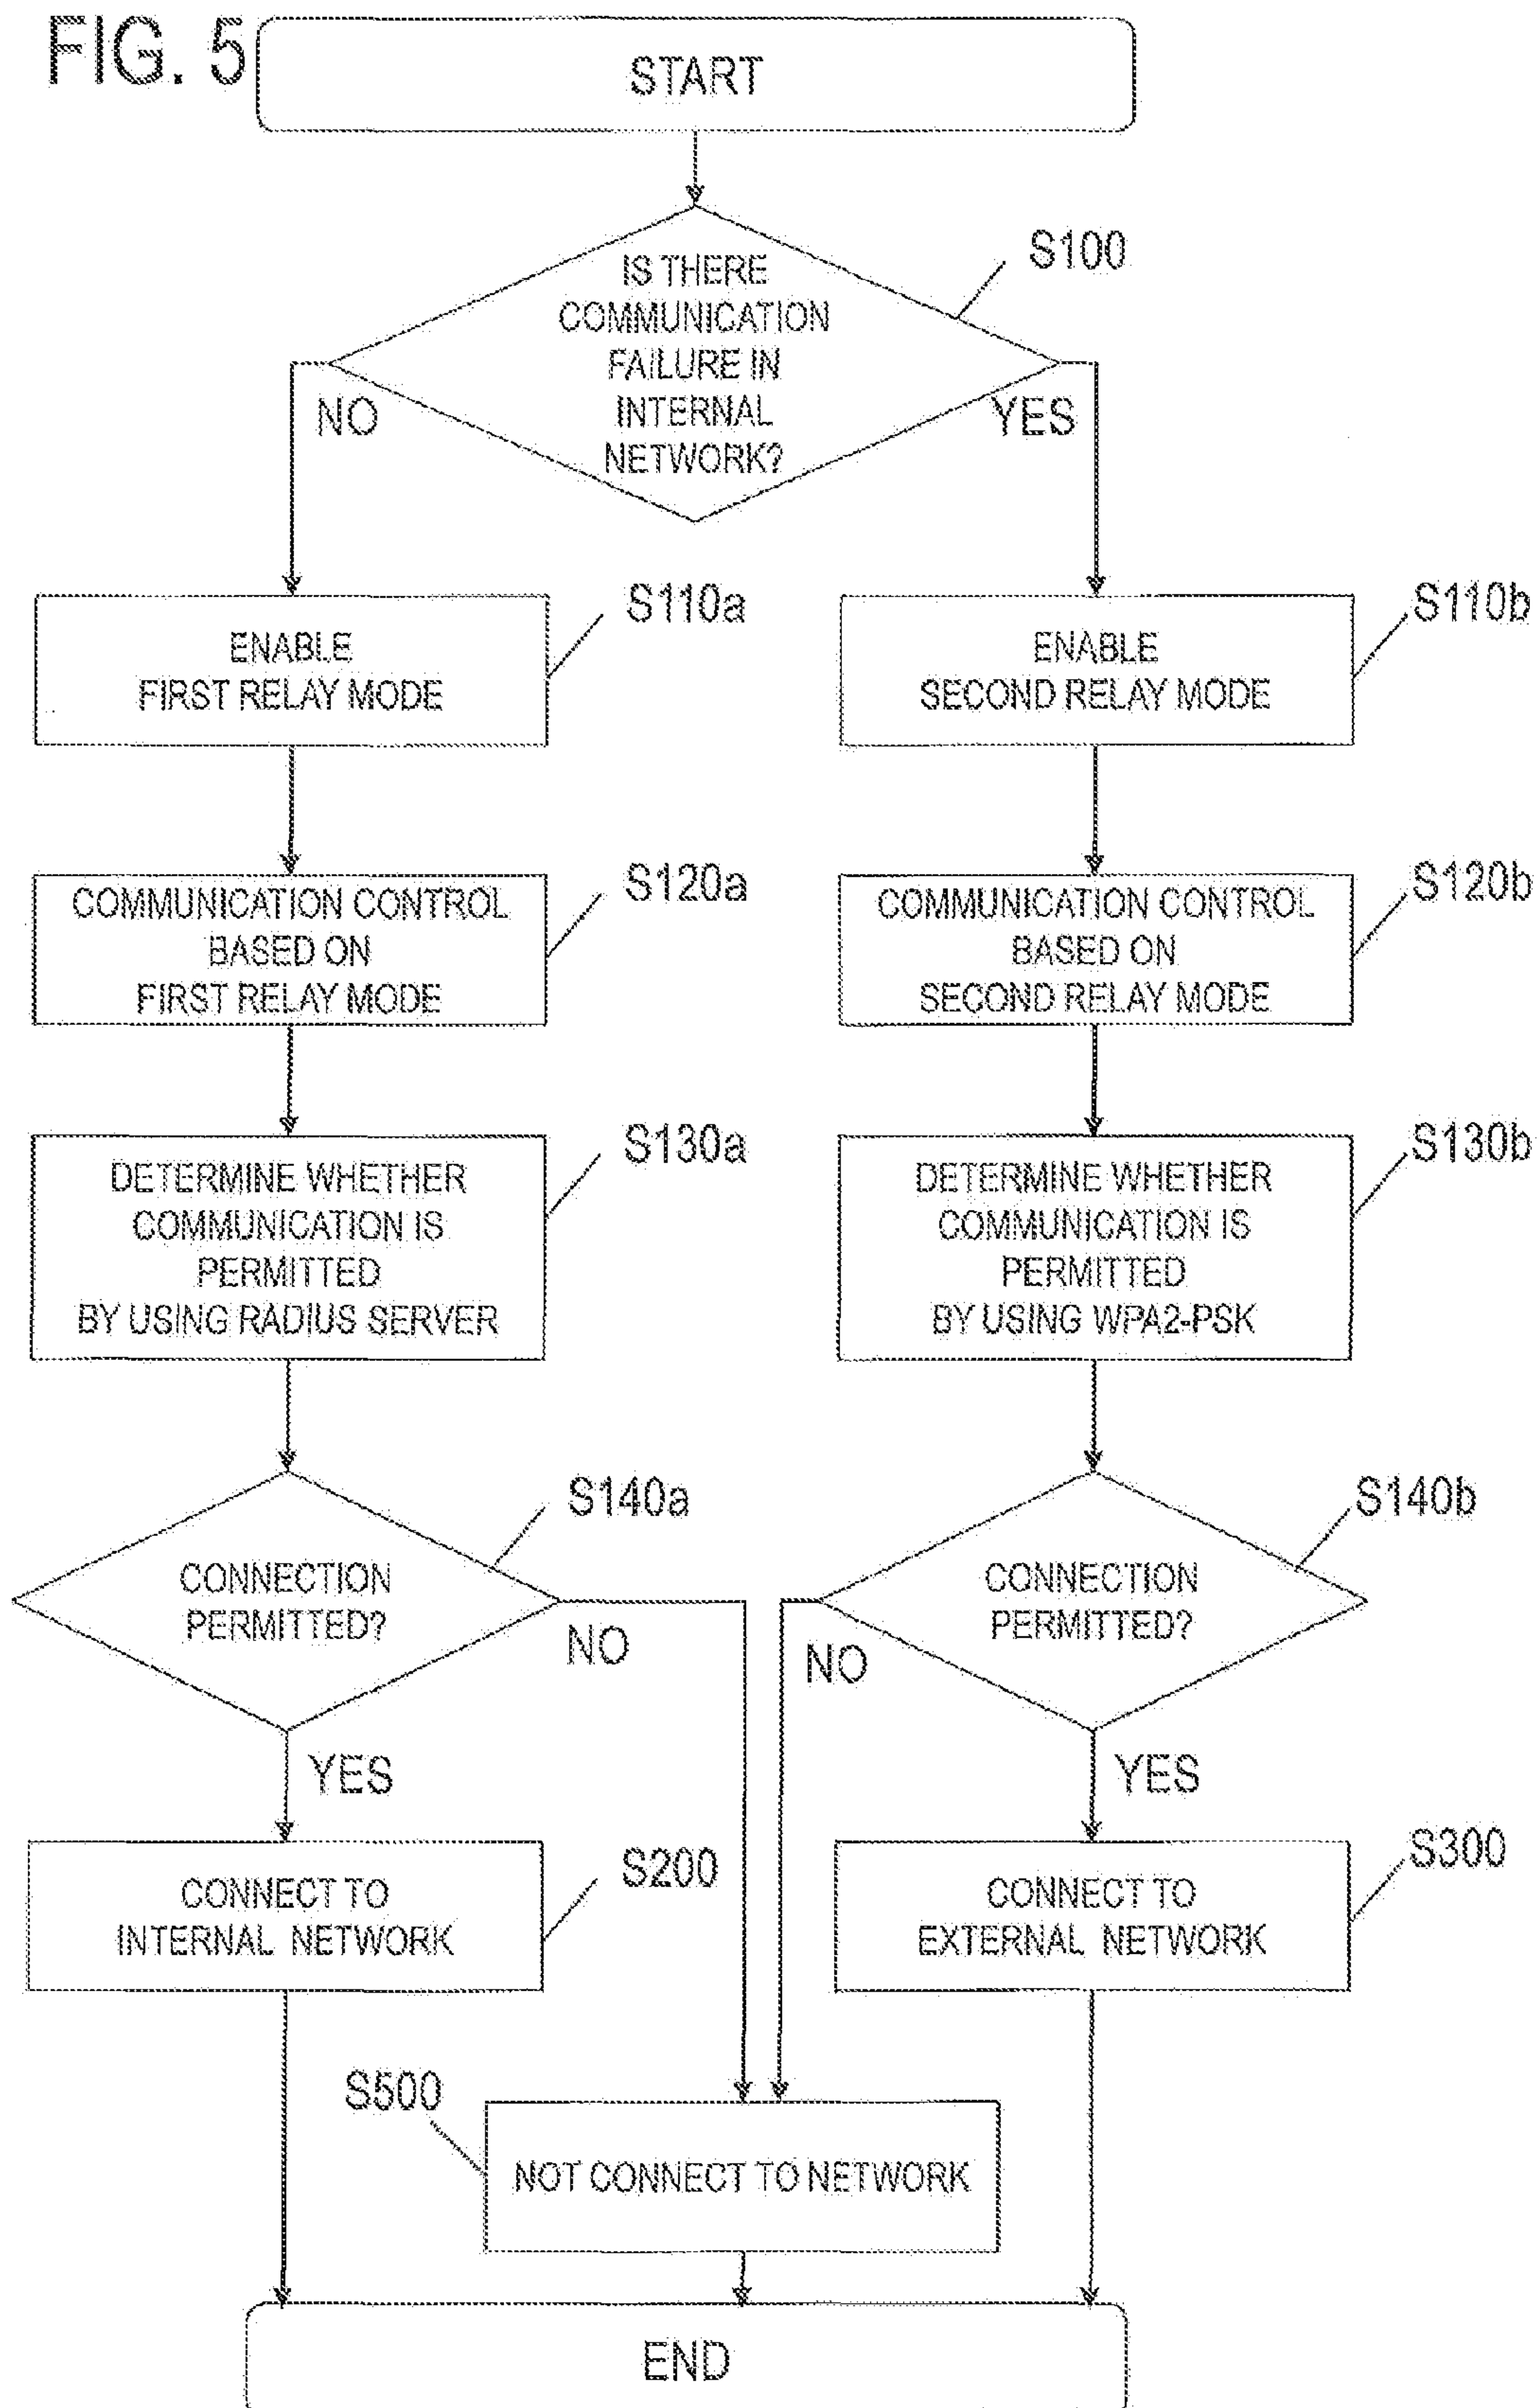 FIG. 5
START
IS THERE
COMMUNICATION
FAILURE IN
INTERNAL
NETWORK?
S100
NO
YES
ENABLE
FIRST RELAY MODE
S110a
ENABLE
SECOND RELAY MODE
S110b
COMMUNICATION CONTROL
BASED ON
FIRST RELAY MODE
S120a
COMMUNICATION CONTROL
BASED ON
SECOND RELAY MODE
S120b
DETERMINE WHETHER
COMMUNICATION IS
PERMITTED
BY USING RADIUS SERVER
S130a
DETERMINE WHETHER
COMMUNICATION IS
PERMITTED
BY USING WPA2-PSK
S130b
CONNECTION
PERMITTED?
S140a
NO
YES
CONNECTION
PERMITTED?
S140b
NO
YES
CONNECT TO
INTERNAL NETWORK
S200
CONNECT TO
EXTERNAL NETWORK
S300
S500
NOT CONNECT TO NETWORK
END